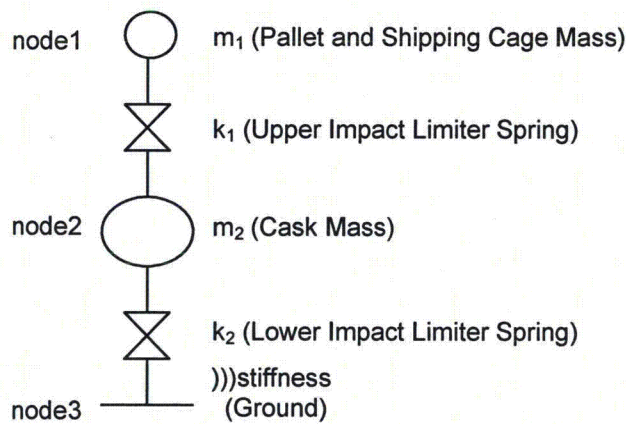 node1 m₁ (Pallet and Shipping Cage Mass)
k₁ (Upper Impact Limiter Spring)
node2 m₂ (Cask Mass)
k₂ (Lower Impact Limiter Spring)
)))stiffness
node3 (Ground)